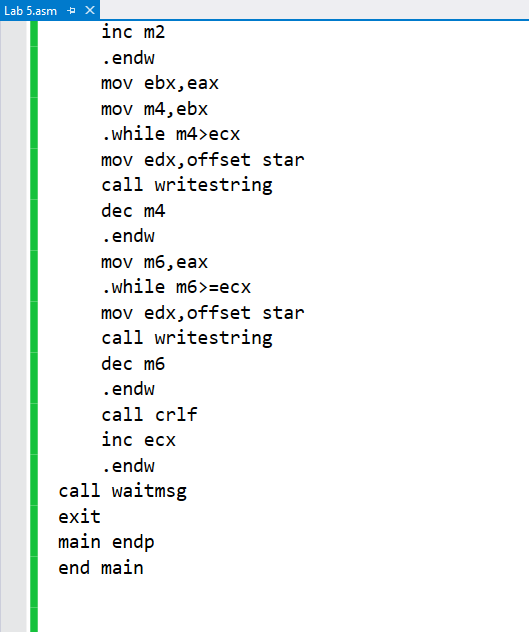 Lab 5.asm
inc m2
.endw
mov ebx,eax
mov m4,ebx
.while m4>ecx
mov edx,offset star
call writestring
dec m4
.endw
mov m6,eax
.while m6>=ecx
mov edx,offset star
call writestring
dec m6
.endw
call crlf
inc ecx
.endw
call waitmsg
exit
main endp
end main